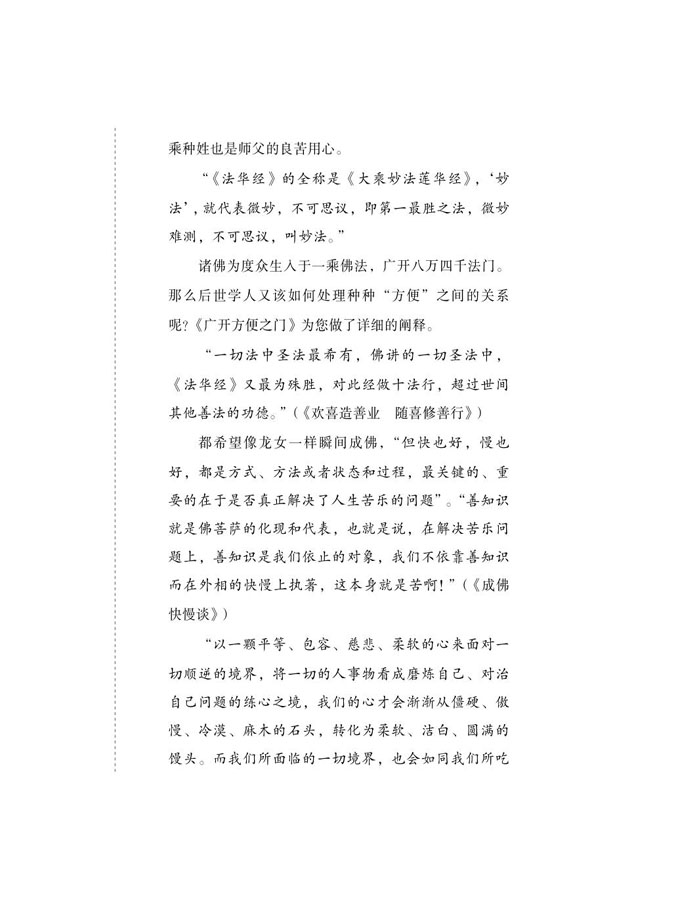 乘种姓也是师父的良苦用心。
“《法华经》的全称是《大乘妙法莲华经》，‘妙
法’，就代表微妙，不可思议，即第一最胜之法，微妙
难测，不可思议，叫妙法。”
诸佛为度众生入于一乘佛法，广开八万四千法门。
那么后世学人又该如何处理种种“方便”之间的关系
呢？《广开方便之门》为您做了详细的阐释。
“一切法中圣法最希有，佛讲的一切圣法中，
《法华经》又最为殊胜，对此经做十法行，超过世间
其他善法的功德。”（《欢喜造善业　随喜修善行》）
都希望像龙女一样瞬间成佛，“但快也好，慢也
好，都是方式、方法或者状态和过程，最关键的、重
要的在于是否真正解决了人生苦乐的问题”。“善知识
就是佛菩萨的化现和代表，也就是说，在解决苦乐问
题上，善知识是我们依止的对象，我们不依靠善知识
而在外相的快慢上执著，这本身就是苦啊！”（《成佛
快慢谈》）
“以一颗平等、包容、慈悲、柔软的心来面对一
切顺逆的境界，将一切的人事物看成磨炼自己、对治
自己问题的练心之境，我们的心才会渐渐从僵硬、傲
慢、冷漠、麻木的石头，转化为柔软、洁白、圆满的
馒头。而我们所面临的一切境界，也会如同我们所吃